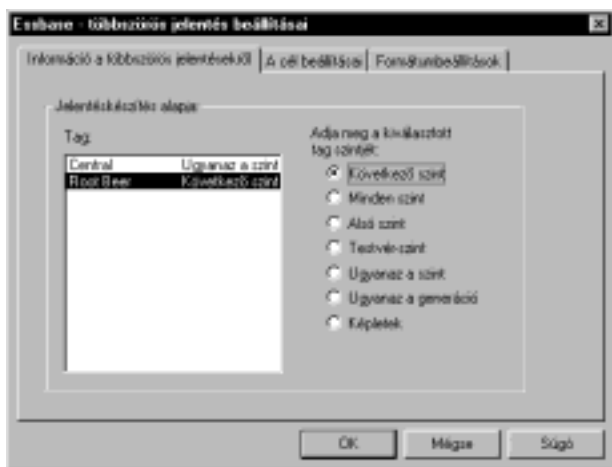 Essbase - többszörös jelentés beállításai
Információ a többszörös jelentésekről
A cél beállításai
Formátumbeállítások
Jelentéskészítés alapja:
Tag:
Central Ugyanaz a szint
Root Beer Következő szint
Adja meg a kiválasztott
tag szintét:
Következő szint
Minden szint
Alsó szint
Testvér-szint
Ugyanaz a szint
Ugyanaz a generáció
Képletek
OK
Mégse
Súgó